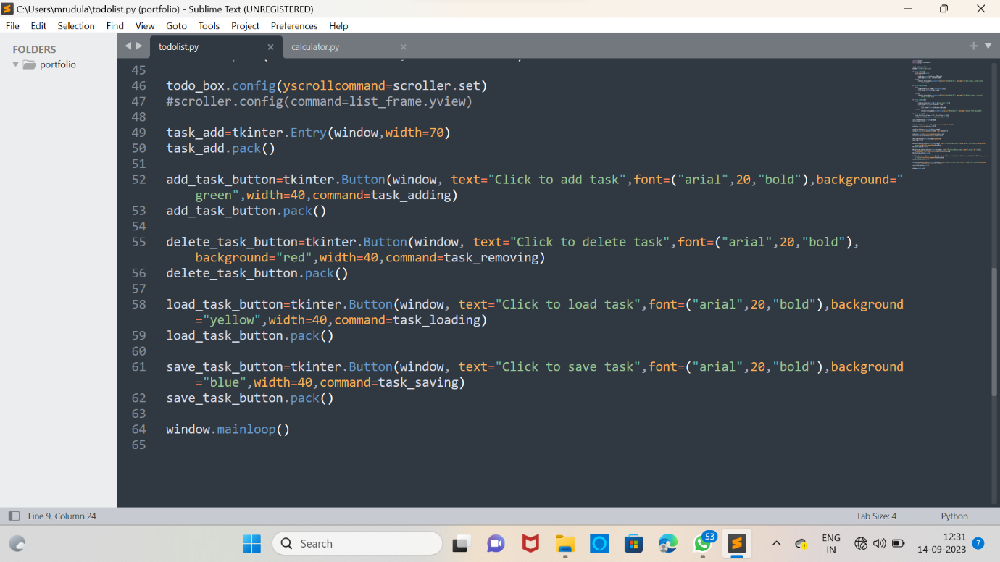 C:\Users\mrudula\todolist.py (portfolio) - Sublime Text (UNREGISTERED)
File Edit Selection Find View Goto Tools Project Preferences Help
FOLDERS
portfolio
todolist.py
calculator.py
45
46 todo_box.config(yscrollcommand=scroller.set)
47 #scroller.config(command=list_frame.yview)
48
49 task_add=tkinter.Entry(window,width=70)
50 task_add.pack()
51
52 add_task_button=tkinter.Button(window, text="Click to add task",font=("arial",20,"bold"),background="
green",width=40,command=task_adding)
53 add_task_button.pack()
54
55 delete_task_button=tkinter.Button(window, text="Click to delete task",font=("arial",20,"bold"),
background="red",width=40,command=task_removing)
56 delete_task_button.pack()
57
58 load_task_button=tkinter.Button(window, text="Click to load task",font=("arial",20,"bold"),background
="yellow",width=40,command=task_loading)
59 load_task_button.pack()
60
61 save_task_button=tkinter.Button(window, text="Click to save task",font=("arial",20,"bold"),background
="blue",width=40,command=task_saving)
62 save_task_button.pack()
63
64 window.mainloop()
65
Line 9, Column 24
Tab Size: 4
Python
Search
53
ENG
IN
12:31
14-09-2023
7